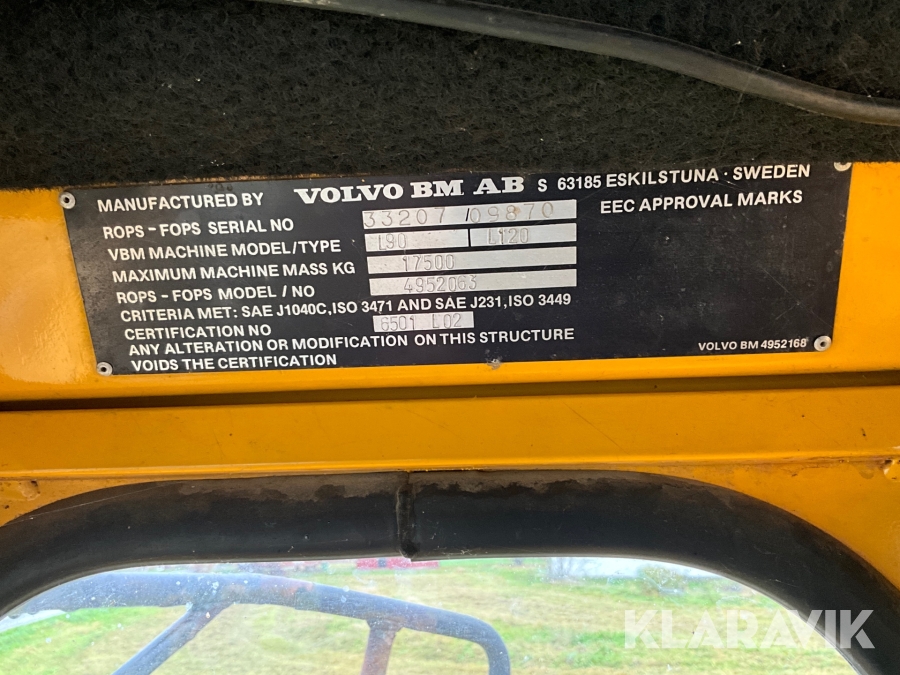 MANUFACTURED BY VOLVO BM AB S 63185 ESKILSTUNA · SWEDEN
ROPS - FOPS SERIAL NO 33207 / 09870 EEC APPROVAL MARKS
VBM MACHINE MODEL / TYPE L90 L120
MAXIMUM MACHINE MASS KG 17500
ROPS - FOPS MODEL / NO 4952063
CRITERIA MET: SAE J1040C, ISO 3471 AND SAE J231, ISO 3449
CERTIFICATION NO 6501 L02
ANY ALTERATION OR MODIFICATION ON THIS STRUCTURE
VOIDS THE CERTIFICATION
VOLVO BM 4952168
KLARAVIK